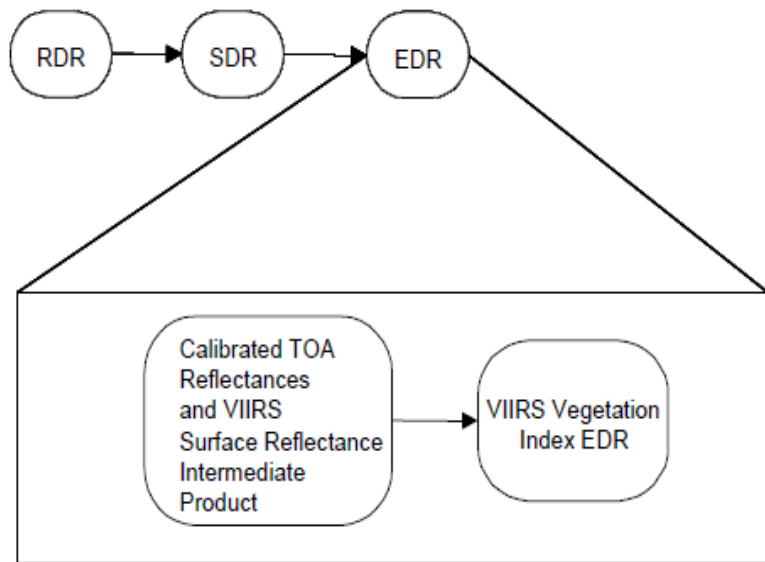 RDR
SDR
EDR
Calibrated TOA
Reflectances
and VIIRS
Surface Reflectance
Intermediate
Product
VIIRS Vegetation
Index EDR